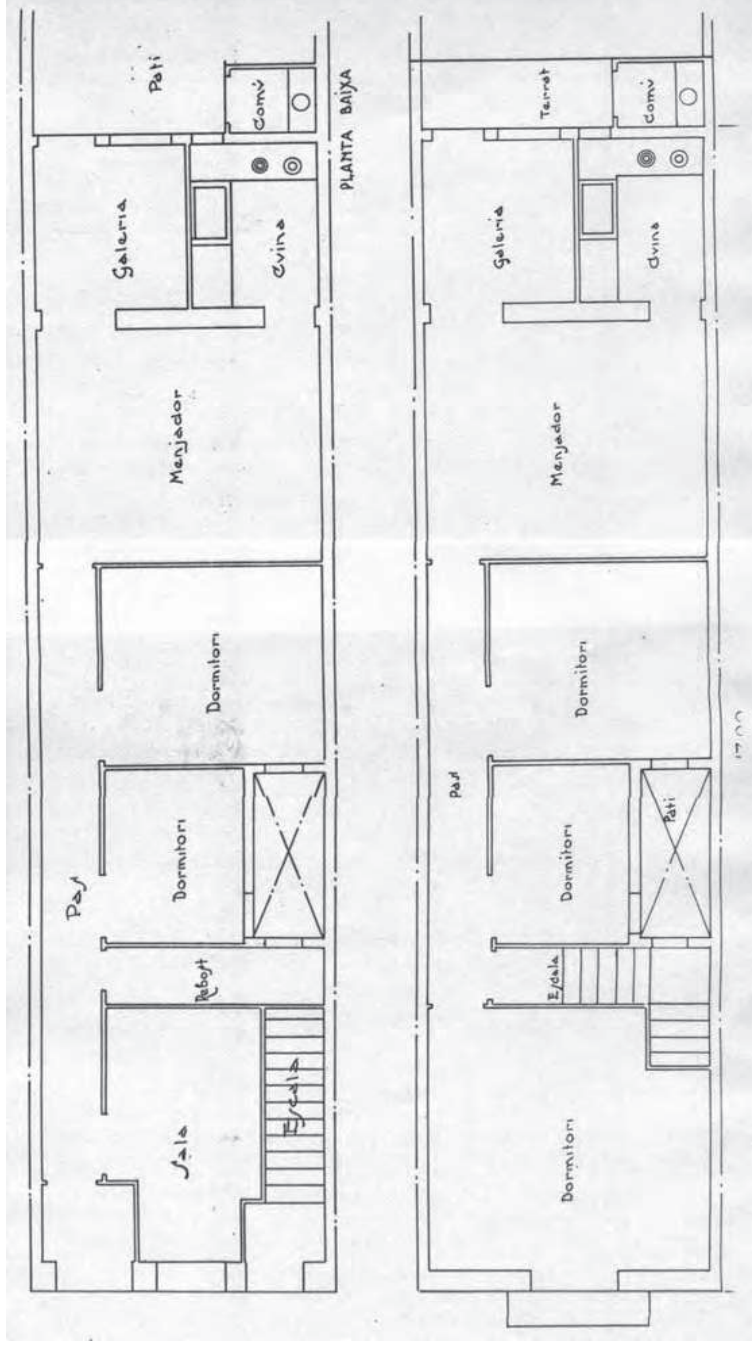 Sala
Escala
Rebost
Pas
Dormitori
Dormitori
Menjador
Galeria
Cuina
Pati
Comú
PLANTA BAIXA
Dormitori
Escala
Pas
Dormitori
Pati
Dormitori
Menjador
Galeria
Cuina
Terrat
Comú